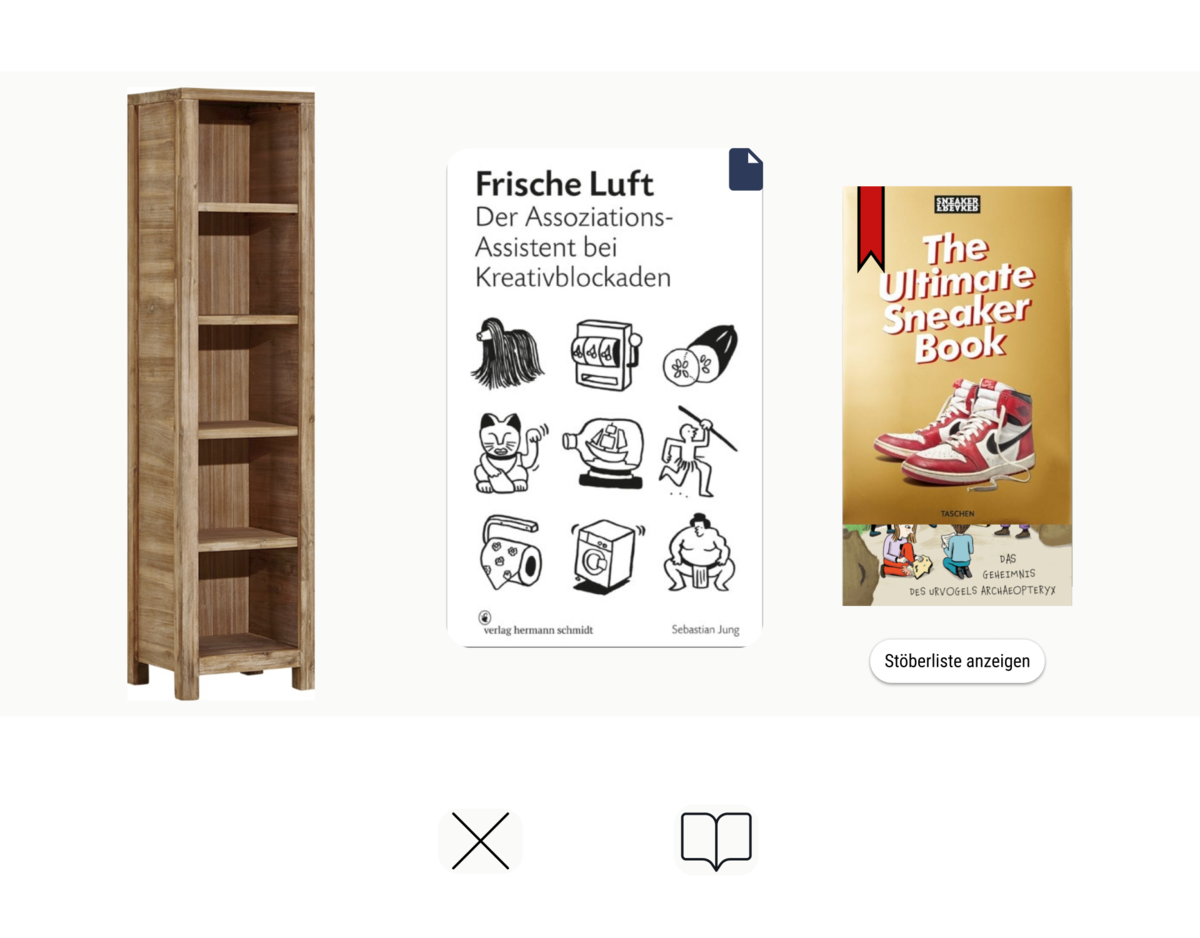 Frische Luft
Der Assoziations-
Assistent bei
Kreativblockaden
verlag hermann schmidt
Sebastian Jung
SNEAKER
FREAKER
The
Ultimate
Sneaker
Book
TASCHEN
DAS
GEHEIMNIS
DES URVOGELS ARCHAEOPTERYX
Stöberliste anzeigen